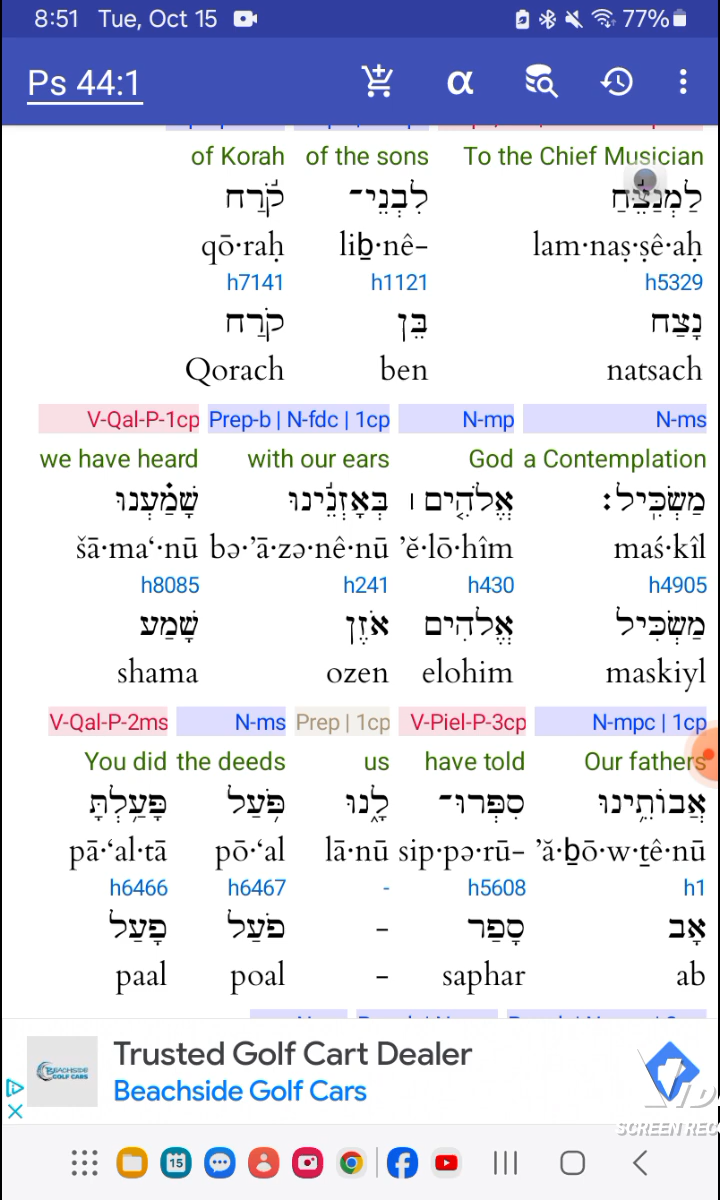 8:51 Tue, Oct 15 77%
Ps 44:1 α
of Korah of the sons To the Chief Musician
קֹ֝רַח לִבְנֵי־ לַמְנַצֵּ֬חַ
qō·raḥ liḇ·nê- lam·naṣ·ṣê·aḥ
h7141 h1121 h5329
קֹרַח בֵּן נָצַח
Qorach ben natsach
V-Qal-P-1cp Prep-b | N-fdc | 1cp N-mp N-ms
we have heard with our ears God a Contemplation
שָׁמַ֗עְנוּ בְּאָזְנֵ֬ינוּ אֱלֹהִ֤ים ׀ מַשְׂכִּֽיל׃
šā·ma‘·nū bə·’ā·zə·nê·nū ’ĕ·lō·hîm maś·kîl
h8085 h241 h430 h4905
שָׁמַע אֹזֶן אֱלֹהִים מַשְׂכִּיל
shama ozen elohim maskiyl
V-Qal-P-2ms N-ms Prep | 1cp V-Piel-P-3cp N-mpc | 1cp
You did the deeds us have told Our fathers
פָּעַ֥לְתָּ פֹּ֥עַל לָ֑נוּ סִפְּרוּ־ אֲבוֹתֵ֥ינוּ
pā·‘al·tā pō·‘al lā·nū sip·pə·rū- ’ă·ḇō·w·ṯê·nū
h6466 h6467 - h5608 h1
פָּעַל פֹּעַל - סָפַר אָב
paal poal - saphar ab
Trusted Golf Cart Dealer
BEACHSIDE
GOLF CARS
Beachside Golf Cars
SCREEN REC
15